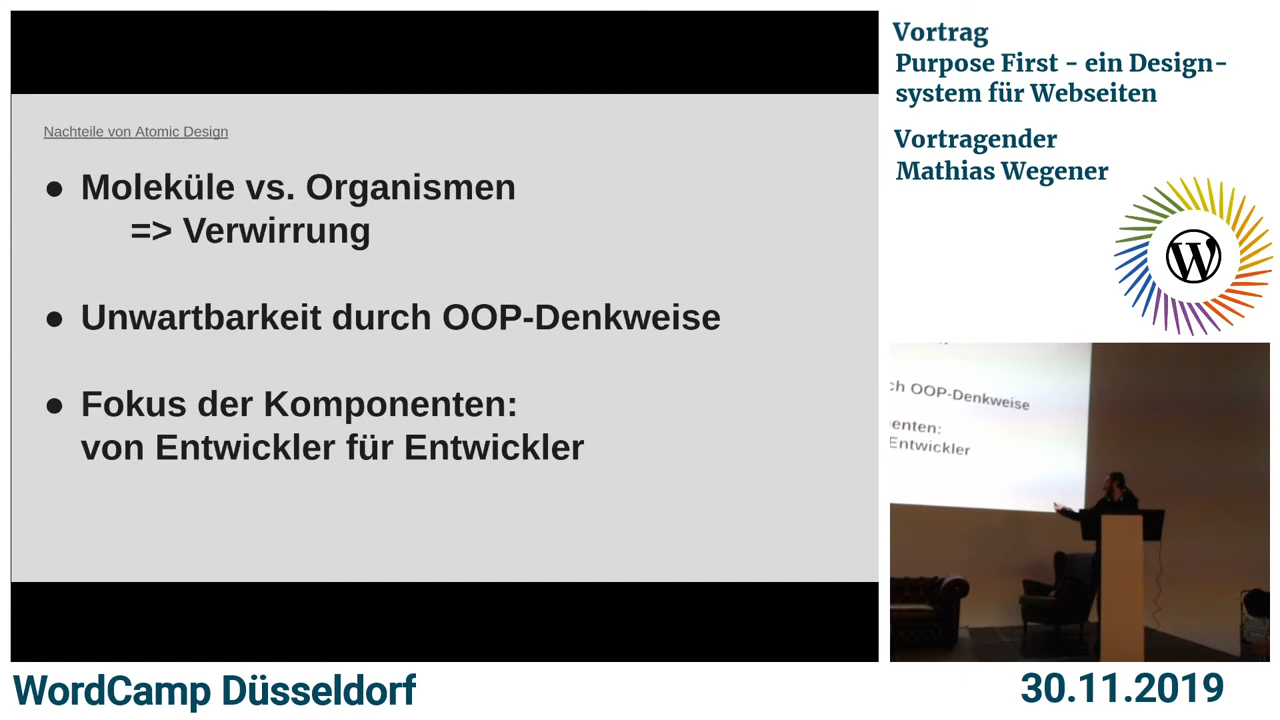 Nachteile von Atomic Design
● Moleküle vs. Organismen
=> Verwirrung
● Unwartbarkeit durch OOP-Denkweise
● Fokus der Komponenten:
von Entwickler für Entwickler
Vortrag
Purpose First - ein Design-
system für Webseiten
Vortragender
Mathias Wegener
W
ch OOP-Denkweise
enten:
Entwickler
WordCamp Düsseldorf
30.11.2019